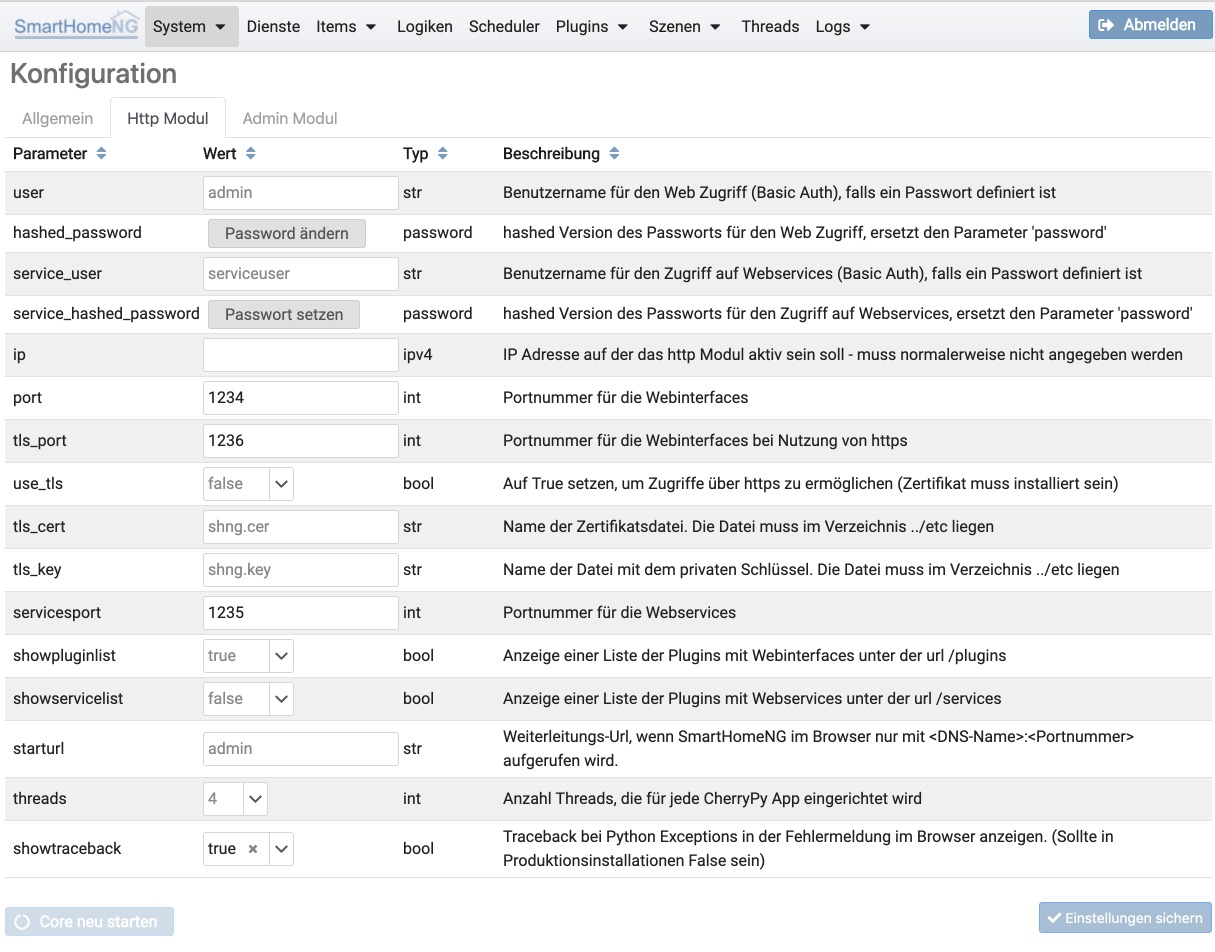 SmartHomeNG System Dienste Items Logiken Scheduler Plugins Szenen Threads Logs Abmelden
Konfiguration
Allgemein Http Modul Admin Modul
Parameter Wert Typ Beschreibung
user admin str Benutzername für den Web Zugriff (Basic Auth), falls ein Passwort definiert ist
hashed_password Password ändern password hashed Version des Passworts für den Web Zugriff, ersetzt den Parameter 'password'
service_user serviceuser str Benutzername für den Zugriff auf Webservices (Basic Auth), falls ein Passwort definiert ist
service_hashed_password Passwort setzen password hashed Version des Passworts für den Zugriff auf Webservices, ersetzt den Parameter 'password'
ip ipv4 IP Adresse auf der das http Modul aktiv sein soll - muss normalerweise nicht angegeben werden
port 1234 int Portnummer für die Webinterfaces
tls_port 1236 int Portnummer für die Webinterfaces bei Nutzung von https
use_tls false bool Auf True setzen, um Zugriffe über https zu ermöglichen (Zertifikat muss installiert sein)
tls_cert shng.cer str Name der Zertifikatsdatei. Die Datei muss im Verzeichnis ../etc liegen
tls_key shng.key str Name der Datei mit dem privaten Schlüssel. Die Datei muss im Verzeichnis ../etc liegen
servicesport 1235 int Portnummer für die Webservices
showpluginlist true bool Anzeige einer Liste der Plugins mit Webinterfaces unter der url /plugins
showservicelist false bool Anzeige einer Liste der Plugins mit Webservices unter der url /services
starturl admin str Weiterleitungs-Url, wenn SmartHomeNG im Browser nur mit <DNS-Name>:<Portnummer>
aufgerufen wird.
threads 4 int Anzahl Threads, die für jede CherryPy App eingerichtet wird
showtraceback true × bool Traceback bei Python Exceptions in der Fehlermeldung im Browser anzeigen. (Sollte in
Produktionsinstallationen False sein)
Core neu starten Einstellungen sichern